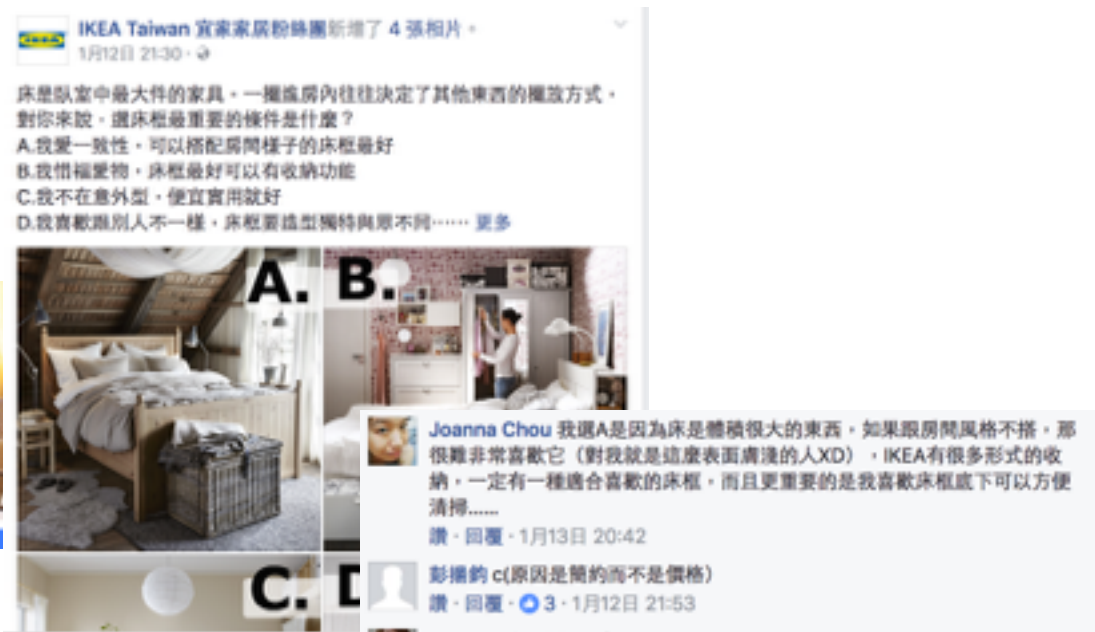 IKEA
IKEA Taiwan 宜家家居粉絲團新增了 4 張相片。
1月12日 21:30 ·
床是臥室中最大件的家具，一擺進房內往往決定了其他東西的擺放方式，
對你來說，選床框最重要的條件是什麼？
A.我愛一致性，可以搭配房間樣子的床框最好
B.我惜福愛物，床框最好可以有收納功能
C.我不在意外型，便宜實用就好
D.我喜歡跟別人不一樣，床框要造型獨特與眾不同…… 更多
A.
B.
C.
D
Joanna Chou 我選A是因為床是體積很大的東西，如果跟房間風格不搭，那
很難非常喜歡它（對我就是這麼表面膚淺的人XD），IKEA有很多形式的收
納，一定有一種適合喜歡的床框，而且更重要的是我喜歡床框底下可以方便
清掃......
讚 · 回覆 · 1月13日 20:42
彭揚鈞 c(原因是簡約而不是價格)
讚 · 回覆 · 3 · 1月12日 21:53